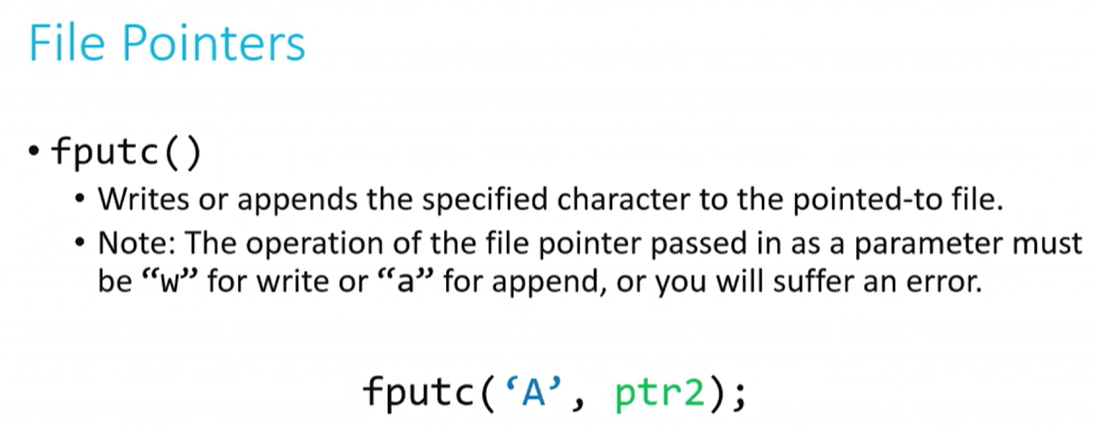 File Pointers
• fputc()
• Writes or appends the specified character to the pointed-to file.
• Note: The operation of the file pointer passed in as a parameter must
be “w” for write or “a” for append, or you will suffer an error.
fputc(‘A’, ptr2);